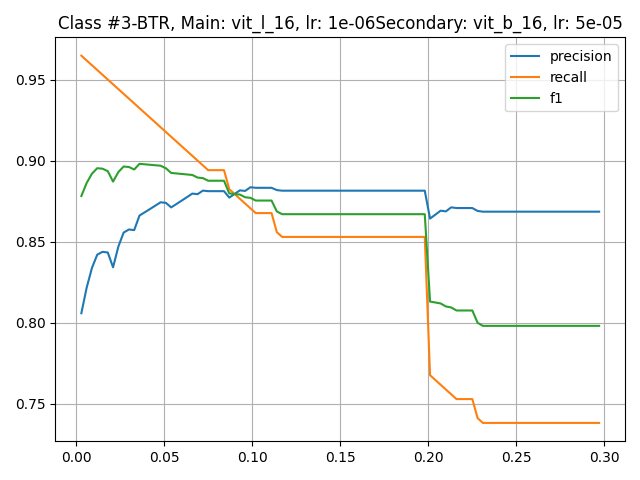 Class #3-BTR, Main: vit_l_16, lr: 1e-06Secondary: vit_b_16, lr: 5e-05
precision
recall
f1
0.95
0.90
0.85
0.80
0.75
0.00 0.05 0.10 0.15 0.20 0.25 0.30